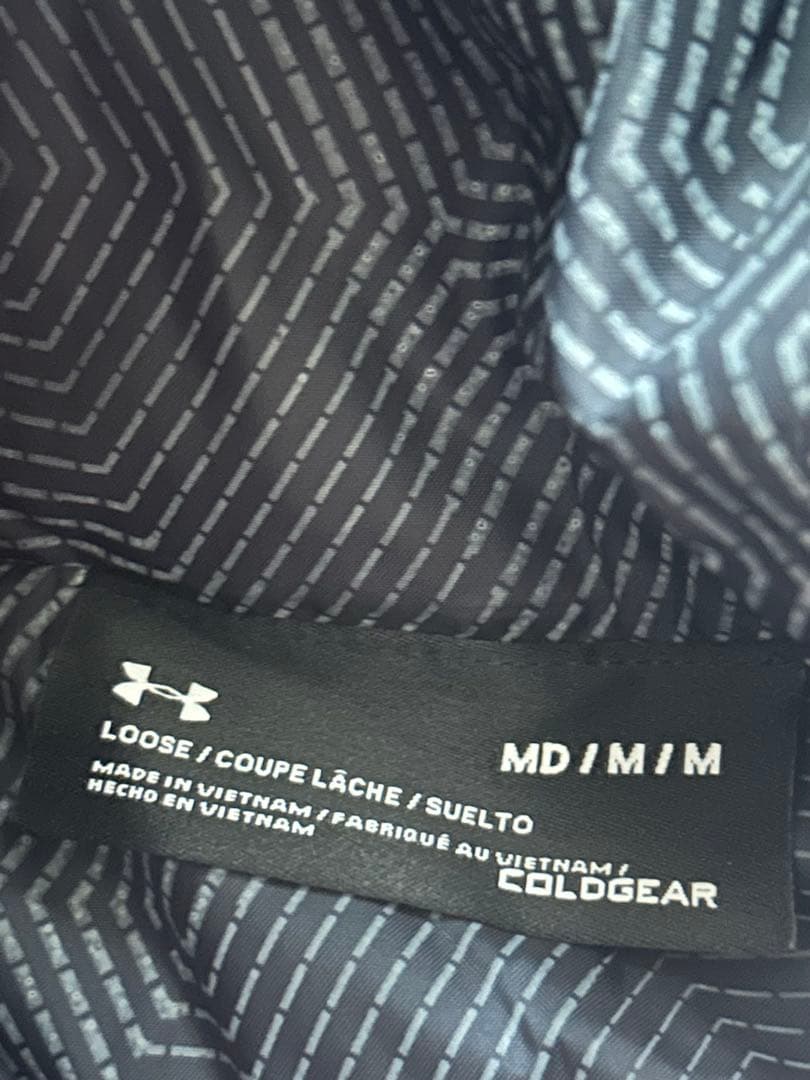 LOOSE / COUPE LÂCHE / SUELTO
MADE IN VIETNAM / FABRIQUÉ AU VIETNAM /
HECHO EN VIETNAM
MD / M / M
COLDGEAR